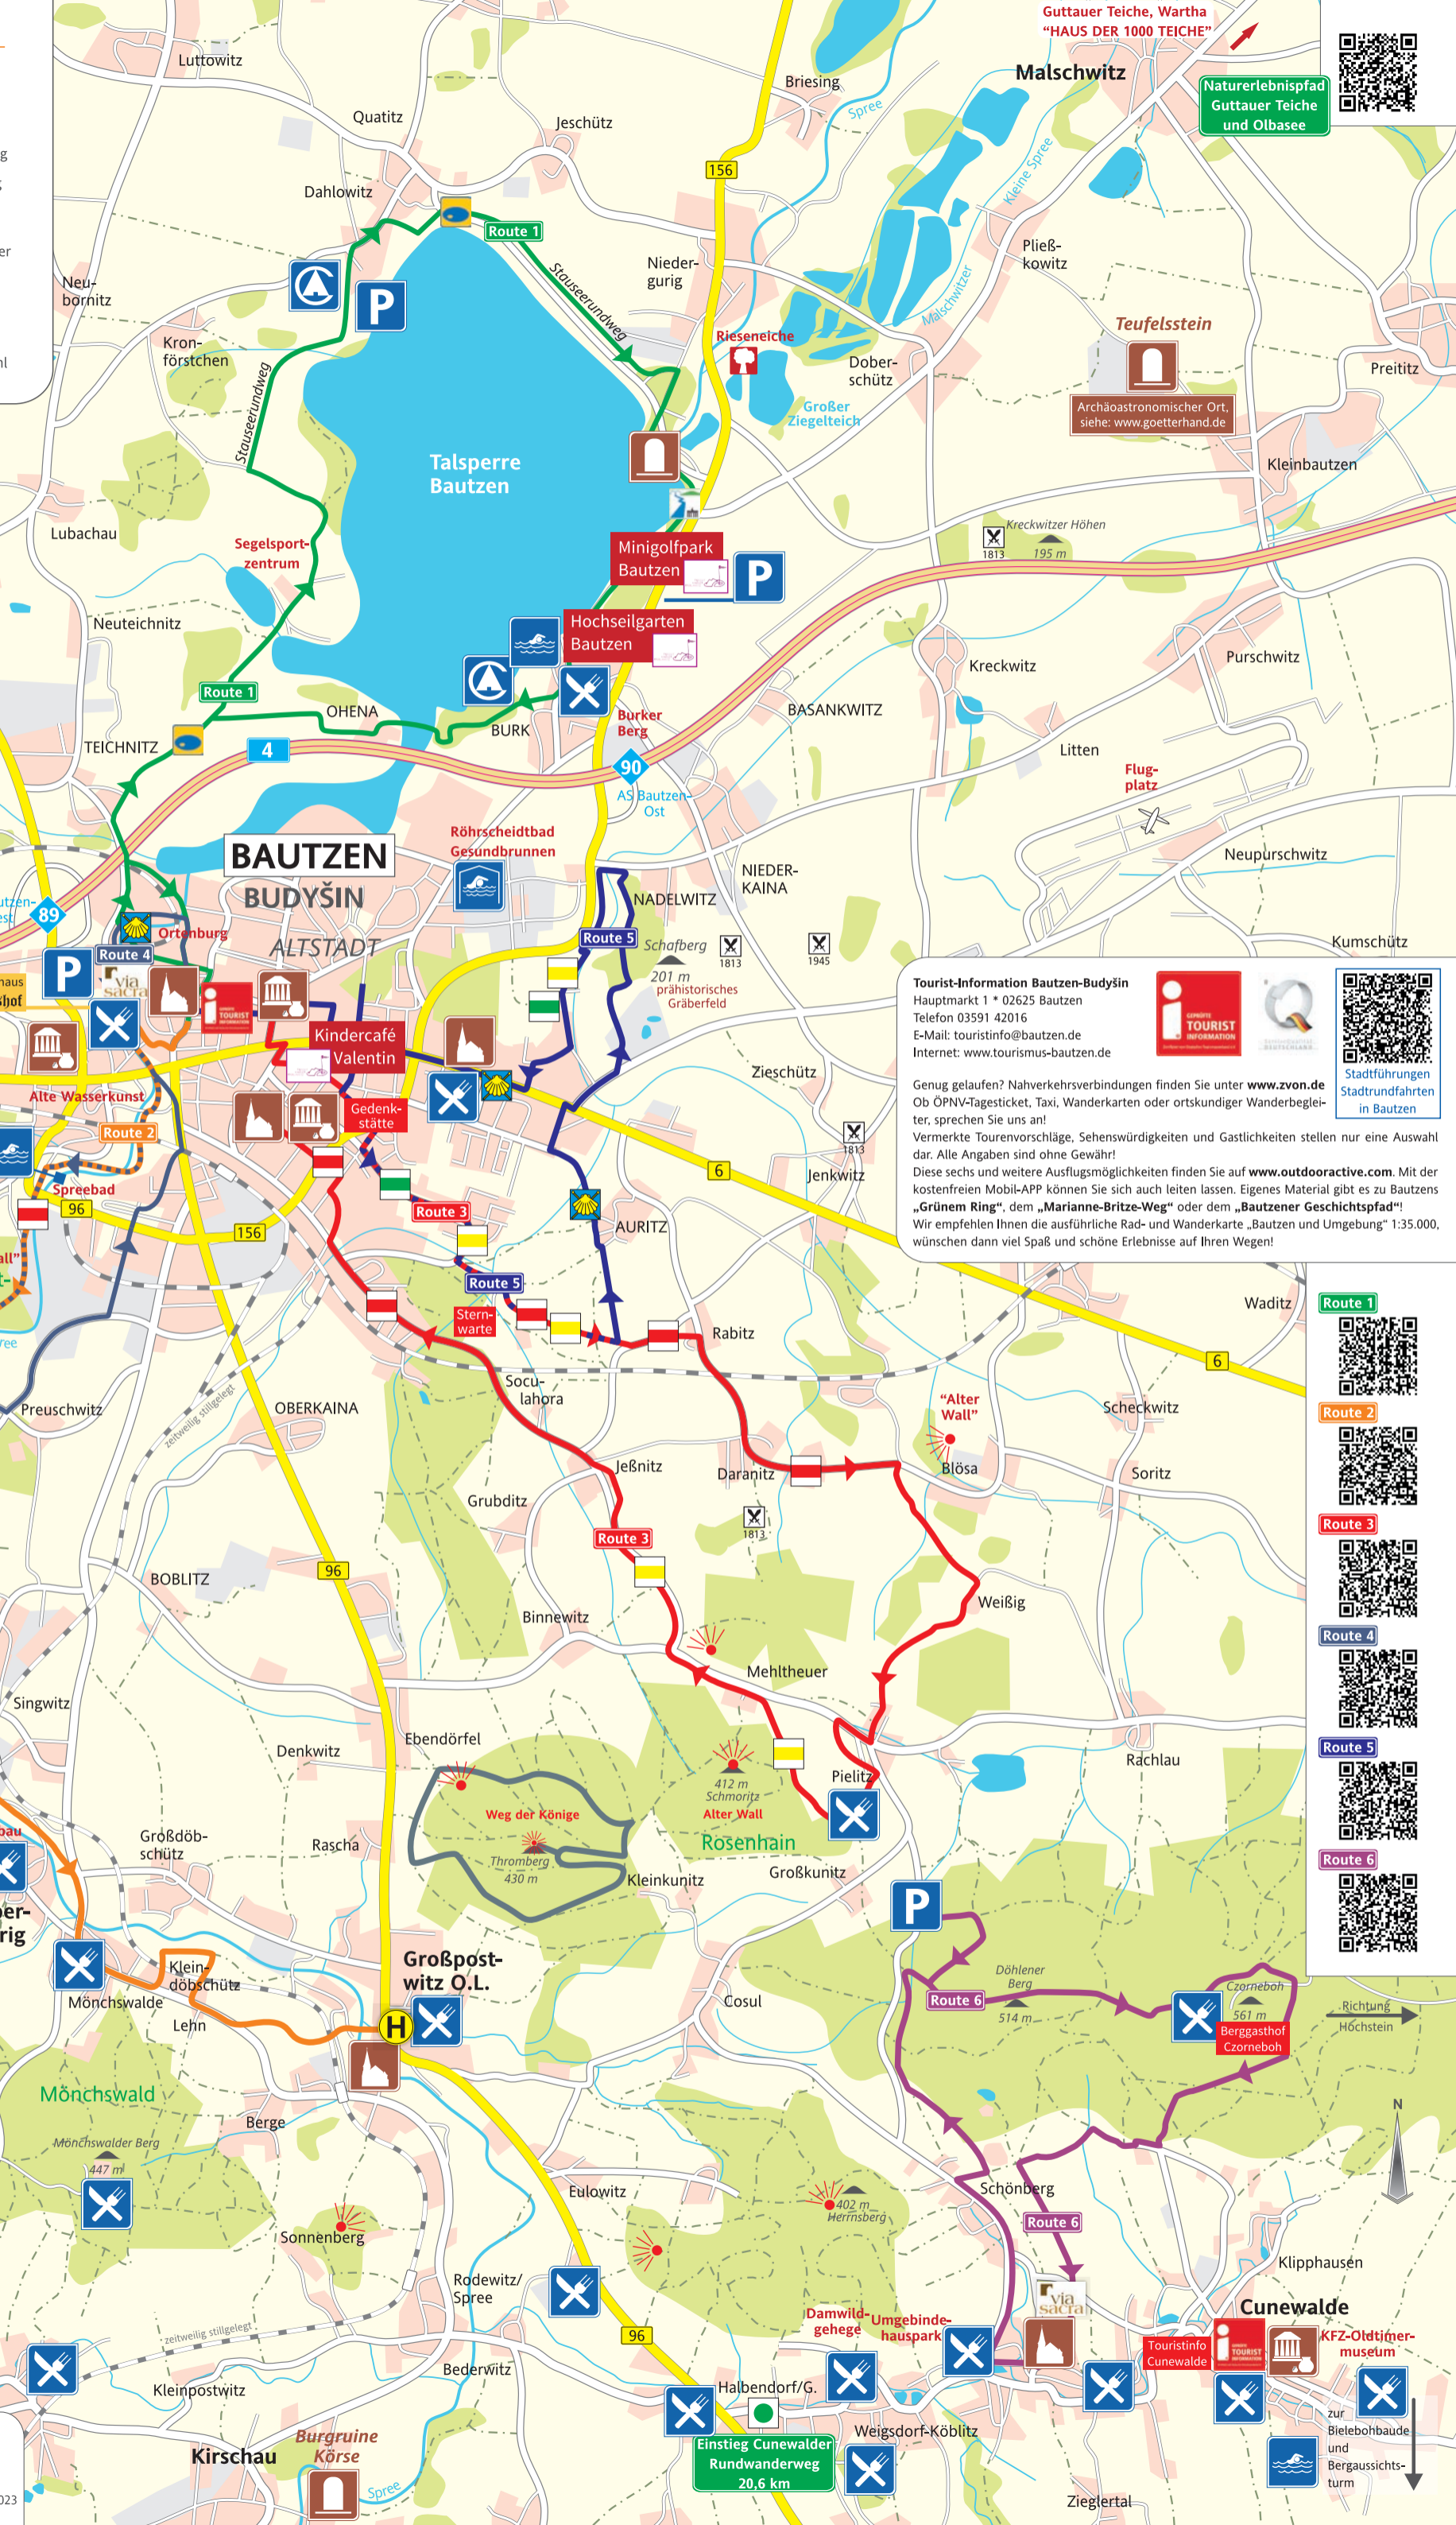 Guttauer Teiche, Wartha
“HAUS DER 1000 TEICHE”
Malschwitz
Naturerlebnispfad
Guttauer Teiche
und Olbasee
Luttowitz
Briesing
Spree
Quatitz
Jeschütz
156
Kleine Spree
Dahlowitz
Route 1
Stauseerundweg
Nieder-
gurig
Pließ-
kowitz
Malschwitzer
Neu-
bornitz
Kron-
förstchen
Rieseneiche
Teufelsstein
Dober-
schütz
Preititz
Großer
Ziegelteich
Archäoastronomischer Ort,
siehe: www.goetterhand.de
Stauseerundweg
Talsperre
Bautzen
Kleinbautzen
Lubachau
Kreckwitzer Höhen
195 m
1813
Segelsport-
zentrum
Minigolfpark
Bautzen
Neuteichnitz
Hochseilgarten
Bautzen
Kreckwitz
Purschwitz
Route 1
OHENA
BURK
Burker
Berg
BASANKWITZ
TEICHNITZ
4
90
AS Bautzen-
Ost
Litten
Flug-
platz
BAUTZEN
BUDYŠIN
ALTSTADT
Röhrscheidtbad
Gesundbrunnen
NIEDER-
KAINA
Neupurschwitz
NADELWITZ
89
Ortenburg
Route 4
Route 5
Schafberg
201 m
prähistorisches
Gräberfeld
1813
1945
Kumschütz
P
via
sacra
Kindercafé
Valentin
Tourist-Information Bautzen-Budyšin
Hauptmarkt 1 * 02625 Bautzen
Telefon 03591 42016
E-Mail: touristinfo@bautzen.de
Internet: www.tourismus-bautzen.de
TOURIST
INFORMATION
Stadtführungen
Stadtrundfahrten
in Bautzen
Genug gelaufen? Nahverkehrsverbindungen finden Sie unter www.zvon.de
Ob ÖPNV-Tagesticket, Taxi, Wanderkarten oder ortskundiger Wanderbeglei-
ter, sprechen Sie uns an!
Vermerkte Tourenvorschläge, Sehenswürdigkeiten und Gastlichkeiten stellen nur eine Auswahl
dar. Alle Angaben sind ohne Gewähr!
Diese sechs und weitere Ausflugsmöglichkeiten finden Sie auf www.outdooractive.com. Mit der
kostenfreien Mobil-APP können Sie sich auch leiten lassen. Eigenes Material gibt es zu Bautzens
„Grünem Ring“, dem „Marianne-Britze-Weg“ oder dem „Bautzener Geschichtspfad“!
Wir empfehlen Ihnen die ausführliche Rad- und Wanderkarte „Bautzen und Umgebung“ 1:35.000,
wünschen dann viel Spaß und schöne Erlebnisse auf Ihren Wegen!
Zieschütz
Alte Wasserkunst
Gedenk-
stätte
Route 2
1813
Jenkwitz
6
Spreebad
96
156
Route 3
AURITZ
Route 5
Stern-
warte
Rabitz
Waditz
6
Route 1
Route 2
Route 3
Route 4
Route 5
Route 6
Preuschwitz
zeitweilig stillgelegt
OBERKAINA
Socu-
lahora
“Alter
Wall”
Scheckwitz
Jeßnitz
Daranitz
Blösa
Soritz
Grubditz
1813
Route 3
96
BOBLITZ
Binnewitz
Weißig
Mehltheuer
Singwitz
Denkwitz
Ebendörfel
Rachlau
412 m
Schmoritz
Pielitz
Weg der Könige
Alter Wall
Rosenhain
Großdöb-
schütz
Rascha
Thromberg
430 m
Kleinkunitz
Großkunitz
P
Großpost-
witz O.L.
Klein-
döbschütz
Mönchswalde
Lehn
H
Cosul
Route 6
Döhlener
Berg
514 m
Czorneboh
561 m
Berggasthof
Czorneboh
Richtung
Hochstein
Mönchswald
Berge
Mönchswalder Berg
447 m
N
Eulowitz
402 m
Herrnsberg
Schönberg
Route 6
Sonnenberg
Klipphausen
Rodewitz/
Spree
via
sacra
Cunewalde
Damwild-
gehege
Umgebinde-
hauspark
zeitweilig stillgelegt
96
Touristinfo
Cunewalde
KFZ-Oldtimer-
museum
Bederwitz
Kleinpostwitz
Halbendorf/G.
Weigsdorf-Köblitz
zur
Bielebohbaude
und
Bergaussichts-
turm
Burgruine
Körse
Kirschau
Spree
Einstieg Cunewalder
Rundwanderweg
20,6 km
Zieglertal